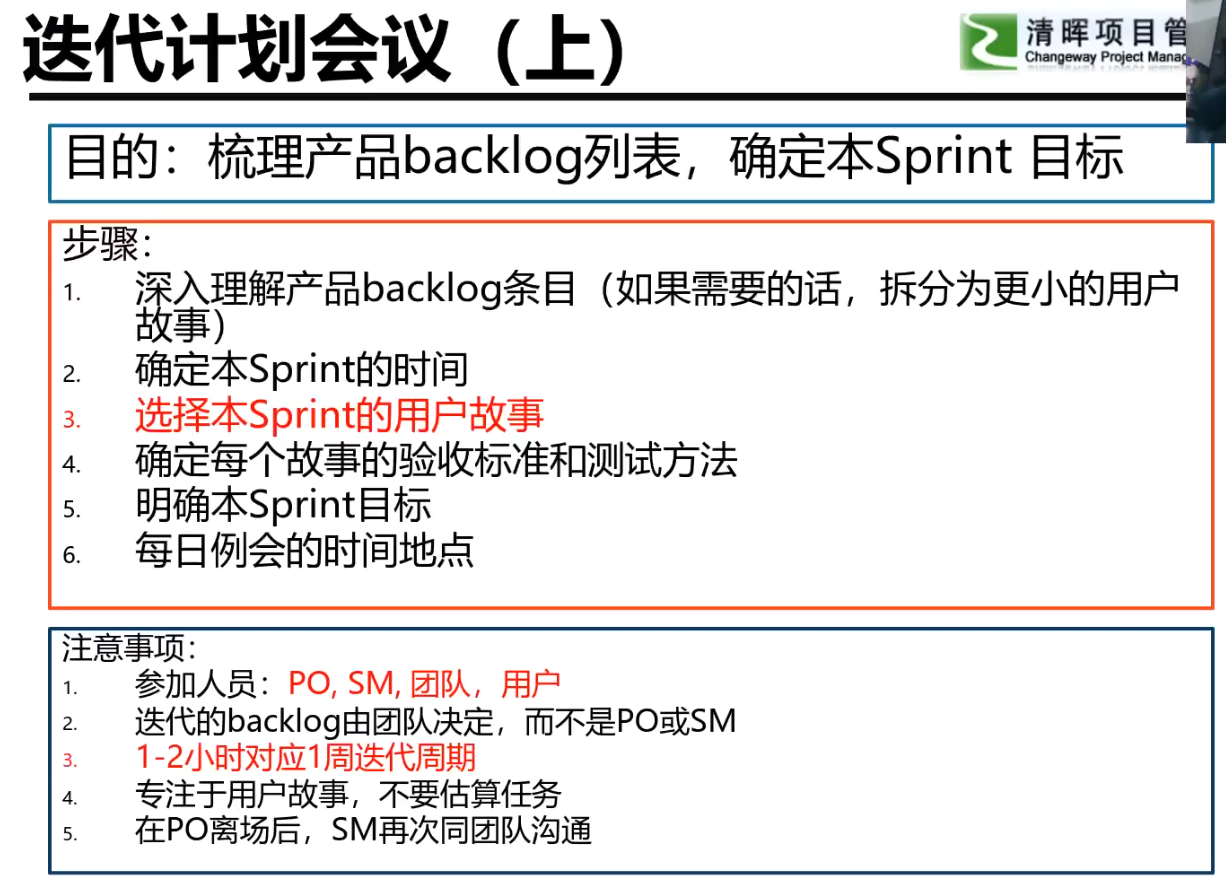 迭代计划会议（上）
清晖项目管
Changeway Project Manag
目的：梳理产品backlog列表，确定本Sprint 目标
步骤：
1. 深入理解产品backlog条目（如果需要的话，拆分为更小的用户
故事）
2. 确定本Sprint的时间
3. 选择本Sprint的用户故事
4. 确定每个故事的验收标准和测试方法
5. 明确本Sprint目标
6. 每日例会的时间地点
注意事项：
1. 参加人员：PO, SM, 团队，用户
2. 迭代的backlog由团队决定，而不是PO或SM
3. 1-2小时对应1周迭代周期
4. 专注于用户故事，不要估算任务
5. 在PO离场后，SM再次同团队沟通